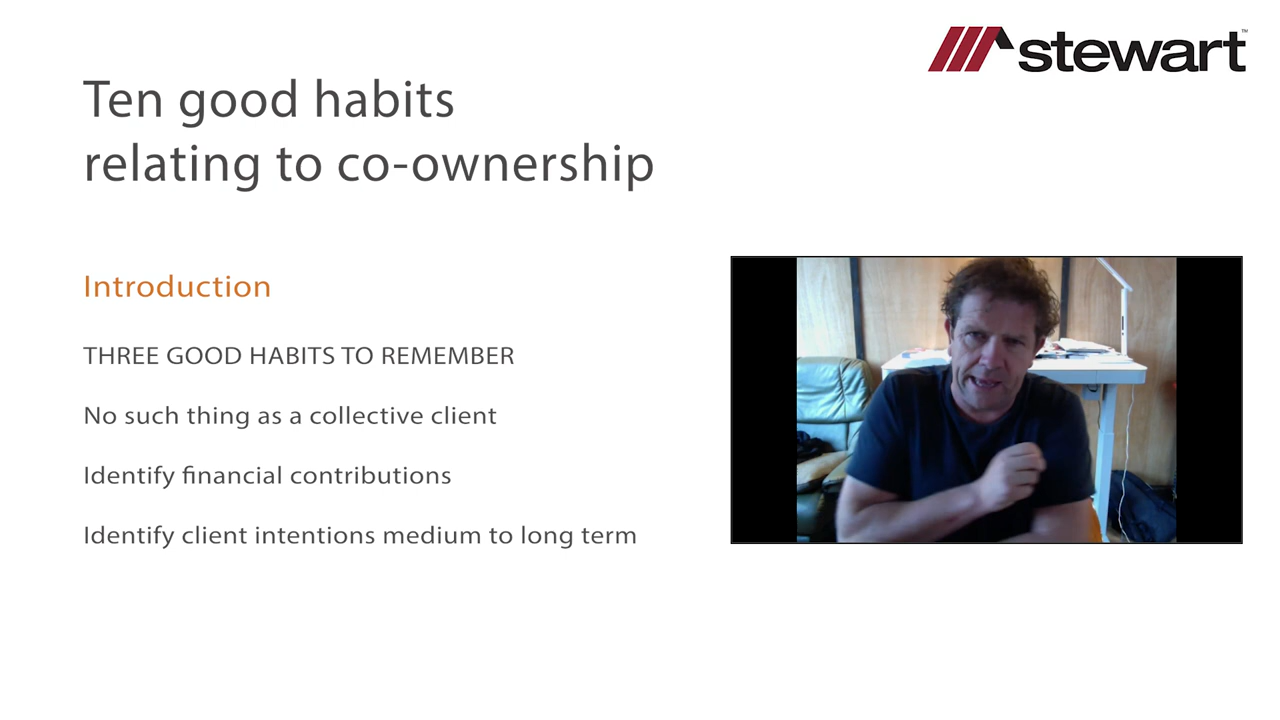 stewart™
Ten good habits
relating to co-ownership
Introduction
THREE GOOD HABITS TO REMEMBER
No such thing as a collective client
Identify financial contributions
Identify client intentions medium to long term